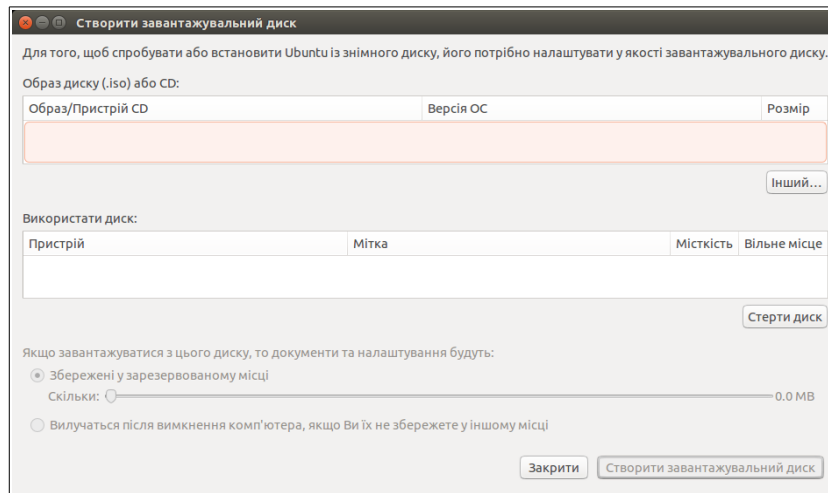 Створити завантажувальний диск
Для того, щоб спробувати або встановити Ubuntu із знімного диску, його потрібно налаштувати у якості завантажувального диску.
Образ диску (.iso) або CD:
Образ/Пристрій CD Версія ОС Розмір
Інший…
Використати диск:
Пристрій Мітка Місткість Вільне місце
Стерти диск
Якщо завантажуватися з цього диску, то документи та налаштування будуть:
Збережені у зарезервованому місці
Скільки: 0.0 MB
Вилучаться після вимкнення комп'ютера, якщо Ви їх не збережете у іншому місці
Закрити Створити завантажувальний диск